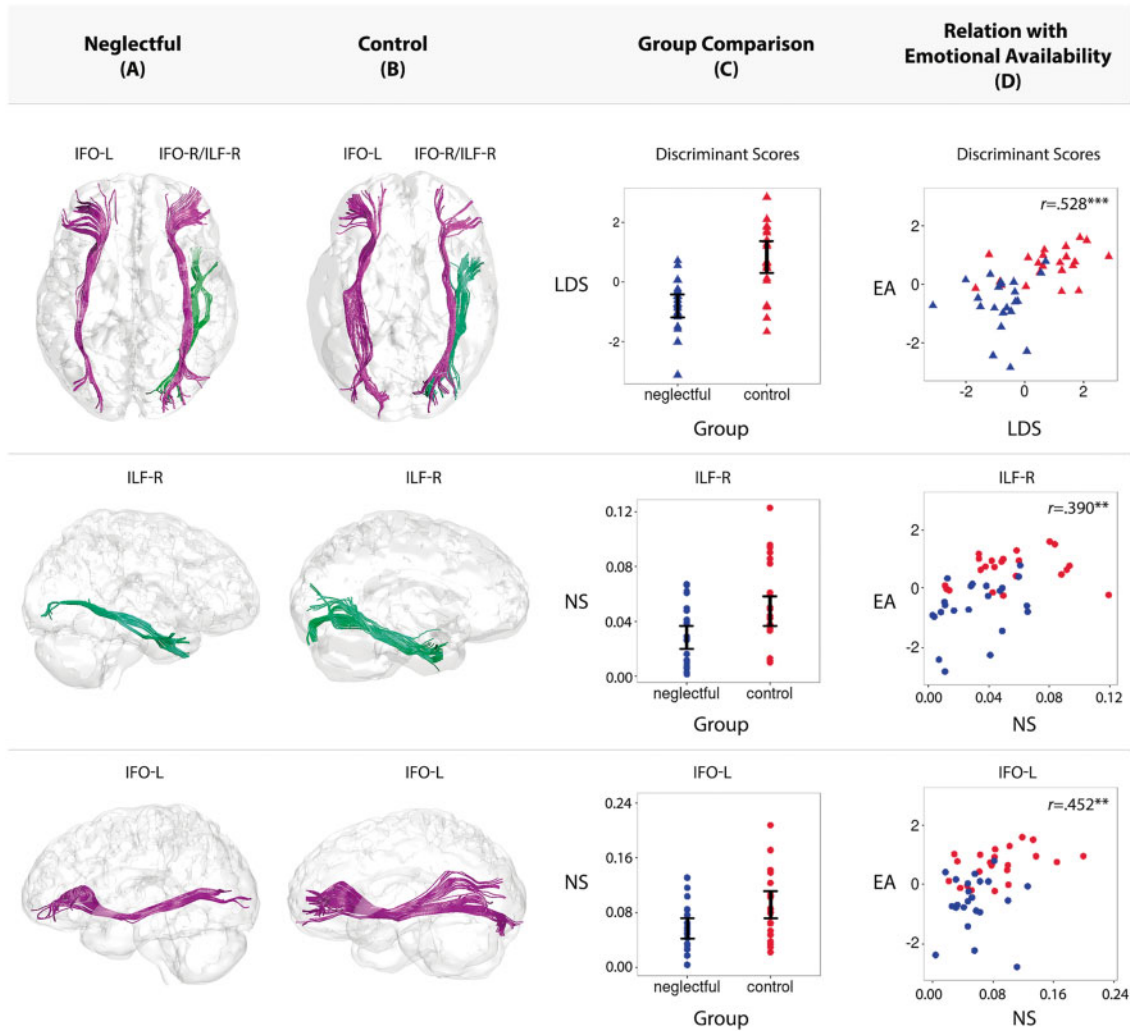 Neglectful
(A)
Control
(B)
Group Comparison
(C)
Relation with
Emotional Availability
(D)
IFO-L
IFO-R/ILF-R
IFO-L
IFO-R/ILF-R
Discriminant Scores
LDS
2
0
-2
neglectful
control
Group
Discriminant Scores
r=.528***
EA
2
0
-2
-2
0
2
LDS
ILF-R
ILF-R
ILF-R
NS
0.12
0.08
0.04
0.00
neglectful
control
Group
ILF-R
r=.390**
EA
2
0
-2
0.00
0.04
0.08
0.12
NS
IFO-L
IFO-L
IFO-L
NS
0.24
0.16
0.08
0.00
neglectful
control
Group
IFO-L
r=.452**
EA
2
0
-2
0.00
0.08
0.16
0.24
NS